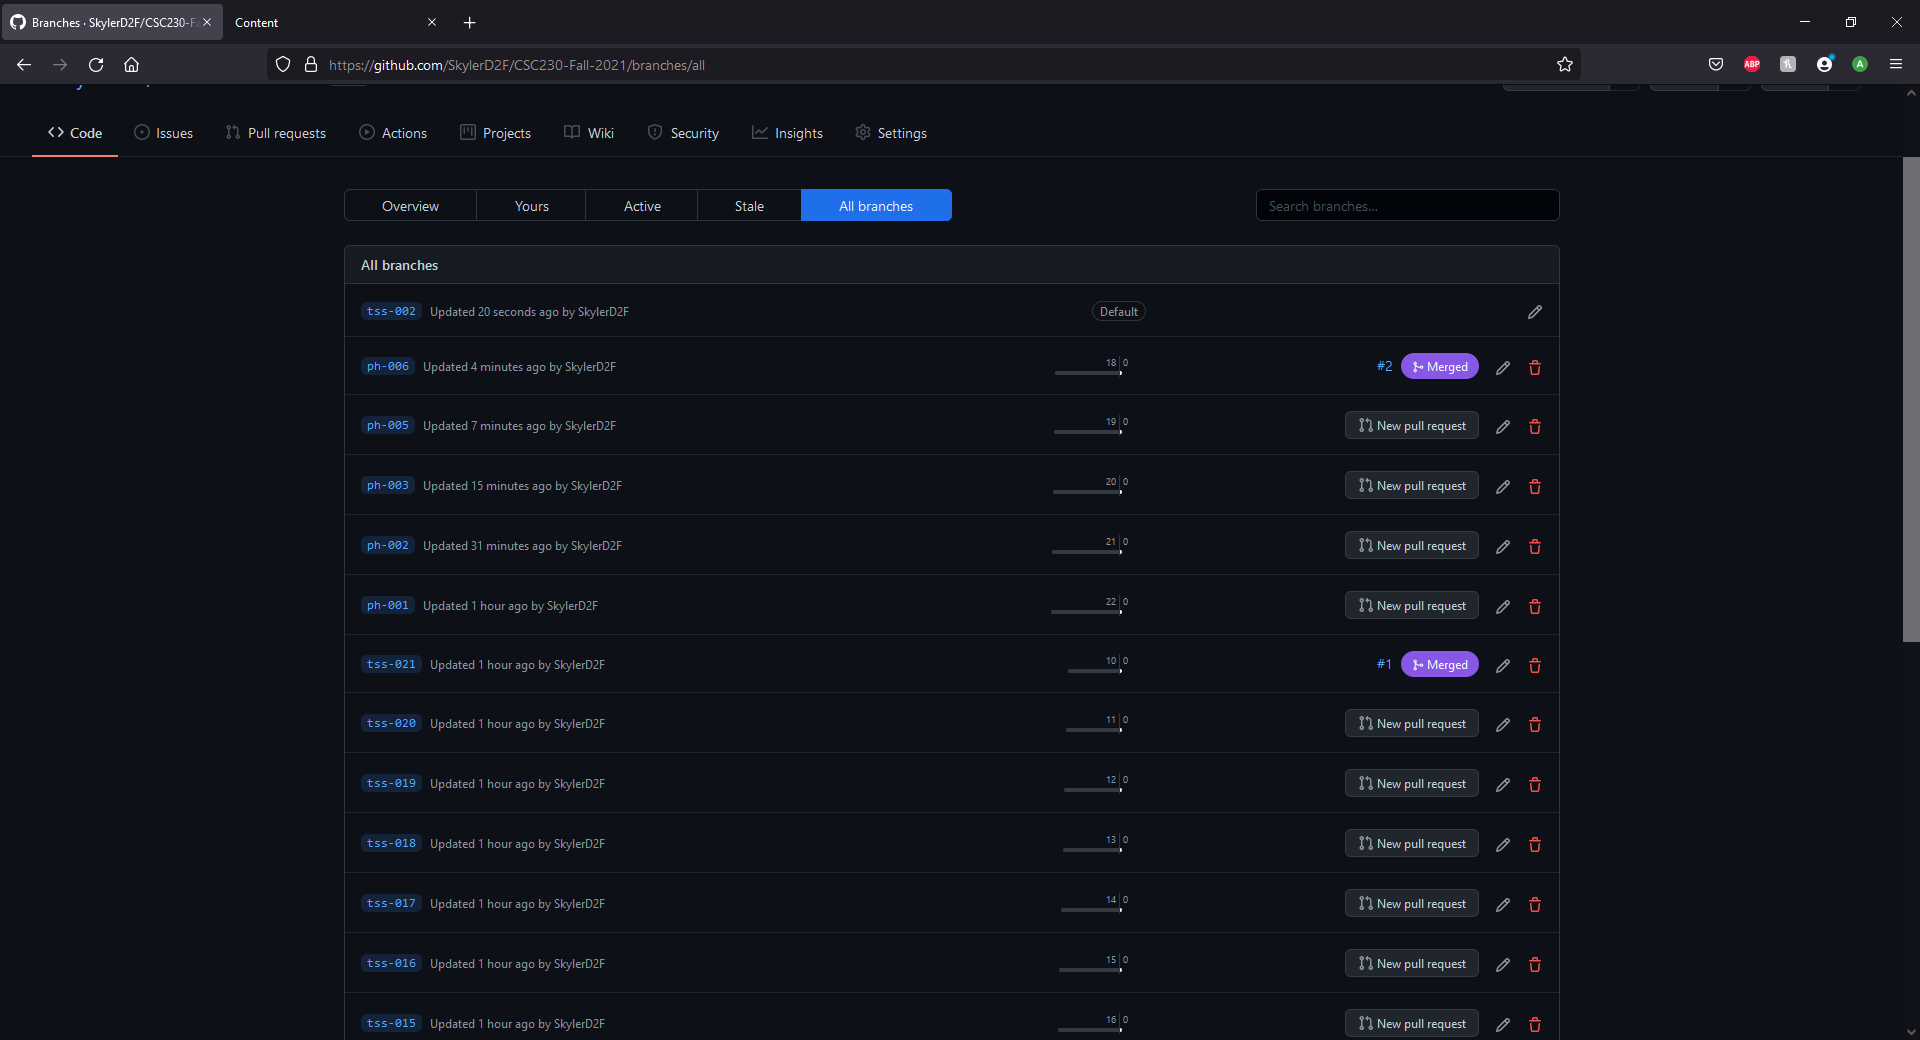 Branches · SkylerD2F/CSC230-F
Content
https://github.com/SkylerD2F/CSC230-Fall-2021/branches/all
ABP
A
Code
Issues
Pull requests
Actions
Projects
Wiki
Security
Insights
Settings
Overview
Yours
Active
Stale
All branches
Search branches...
All branches
tss-002 Updated 20 seconds ago by SkylerD2F Default
ph-006 Updated 4 minutes ago by SkylerD2F 18 0 #2 Merged
ph-005 Updated 7 minutes ago by SkylerD2F 19 0 New pull request
ph-003 Updated 15 minutes ago by SkylerD2F 20 0 New pull request
ph-002 Updated 31 minutes ago by SkylerD2F 21 0 New pull request
ph-001 Updated 1 hour ago by SkylerD2F 22 0 New pull request
tss-021 Updated 1 hour ago by SkylerD2F 10 0 #1 Merged
tss-020 Updated 1 hour ago by SkylerD2F 11 0 New pull request
tss-019 Updated 1 hour ago by SkylerD2F 12 0 New pull request
tss-018 Updated 1 hour ago by SkylerD2F 13 0 New pull request
tss-017 Updated 1 hour ago by SkylerD2F 14 0 New pull request
tss-016 Updated 1 hour ago by SkylerD2F 15 0 New pull request
tss-015 Updated 1 hour ago by SkylerD2F 16 0 New pull request